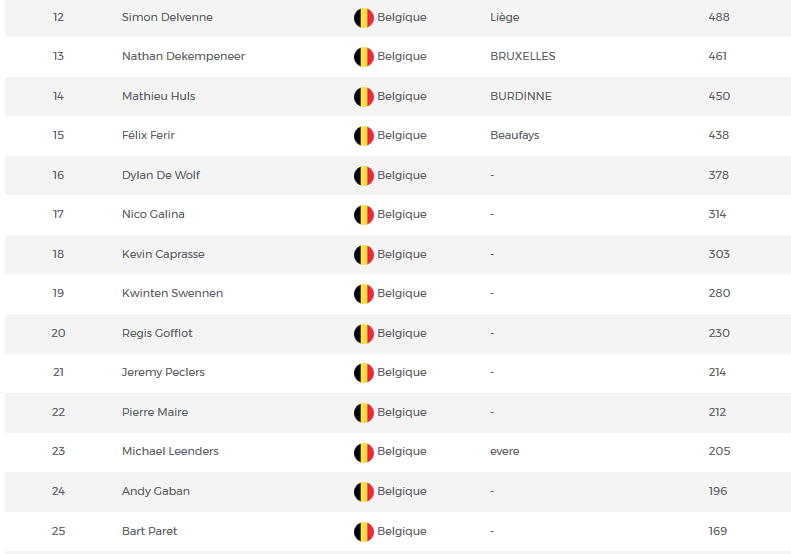 12 Simon Delvenne Belgique Liège 488
13 Nathan Dekempeneer Belgique BRUXELLES 461
14 Mathieu Huls Belgique BURDINNE 450
15 Félix Ferir Belgique Beaufays 438
16 Dylan De Wolf Belgique - 378
17 Nico Galina Belgique - 314
18 Kevin Caprasse Belgique - 303
19 Kwinten Swennen Belgique - 280
20 Regis Gofflot Belgique - 230
21 Jeremy Peclers Belgique - 214
22 Pierre Maire Belgique - 212
23 Michael Leenders Belgique evere 205
24 Andy Gaban Belgique - 196
25 Bart Paret Belgique - 169